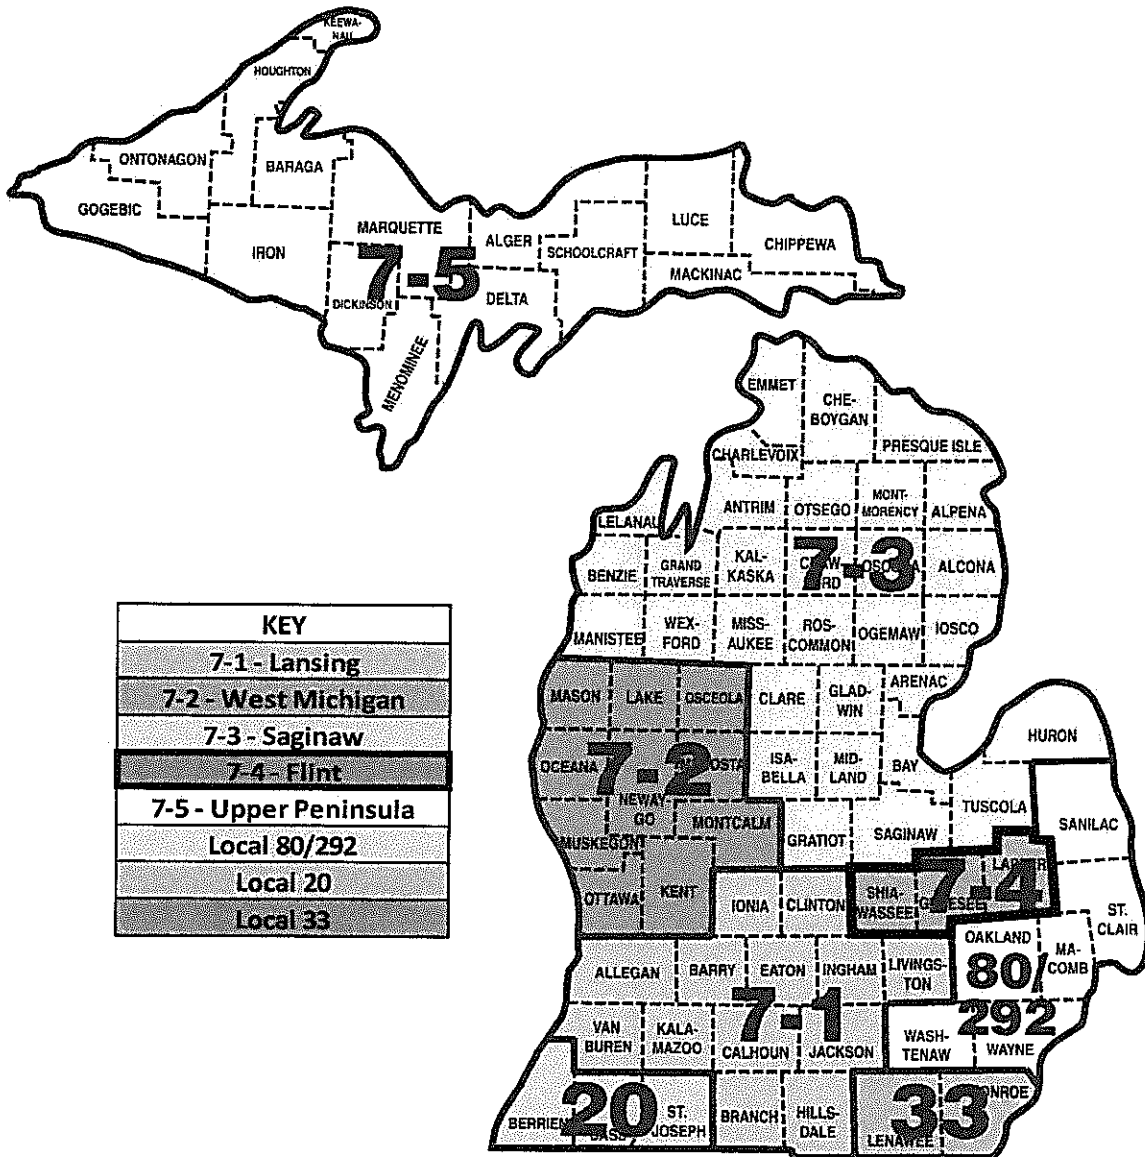 KEEWA-
NAU
HOUGHTON
ONTONAGON
BARAGA
GOGEBIC
MARQUETTE
ALGER
LUCE
CHIPPEWA
IRON
SCHOOLCRAFT
7-5
MACKINAC
DICKINSON
DELTA
MENOMINEE
EMMET
CHE-
BOYGAN
PRESQUE ISLE
CHARLEVOIX
ANTRIM
OTSEGO
MONT-
MORENCY
ALPENA
LELANAU
BENZIE
GRAND
TRAVERSE
KAL-
KASKA
7-3
ALCONA
MANISTEE
WEX-
FORD
MISS-
AUKEE
ROS-
COMMON
OGEMAW
IOSCO
KEY
7-1 - Lansing
7-2 - West Michigan
7-3 - Saginaw
7-4 - Flint
7-5 - Upper Peninsula
Local 80/292
Local 20
Local 33
MASON
LAKE
OSCEOLA
CLARE
GLAD-
WIN
ARENAC
HURON
OCEANA
7-2
ISA-
BELLA
MID-
LAND
BAY
NEWAY-
GO
MONTCALM
TUSCOLA
SANILAC
MUSKEGON
GRATIOT
SAGINAW
OTTAWA
KENT
IONIA
CLINTON
SHIA-
WASSEE
7-4
ST.
CLAIR
ALLEGAN
BARRY
EATON
INGHAM
LIVINGS-
TON
OAKLAND
MA-
COMB
80/
292
7-1
VAN
BUREN
KALA-
MAZOO
CALHOUN
JACKSON
WASH-
TENAW
WAYNE
BERRIEN
20
ST.
JOSEPH
BRANCH
HILLS-
DALE
LENAWEE
33